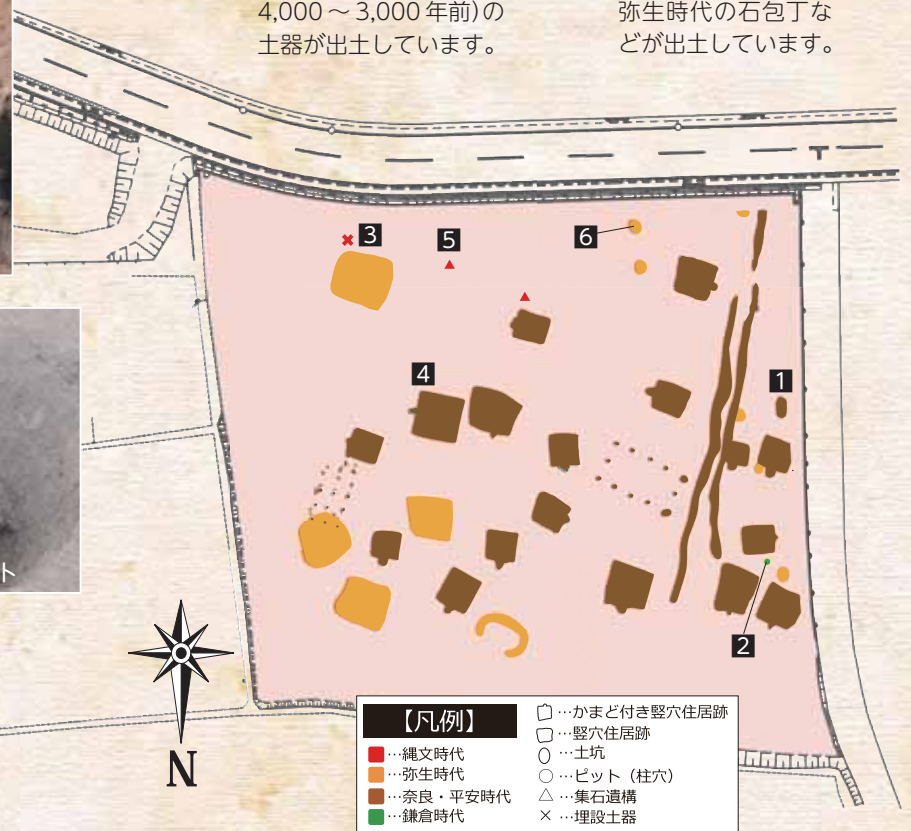 4,000 ~ 3,000 年前)の
土器が出土しています。
弥生時代の石包丁な
どが出土しています。
3
5
6
4
1
2
ト
N
【凡例】
…縄文時代
…弥生時代
…奈良・平安時代
…鎌倉時代
…かまど付き竪穴住居跡
…竪穴住居跡
…土坑
…ピット（柱穴）
…集石遺構
…埋設土器